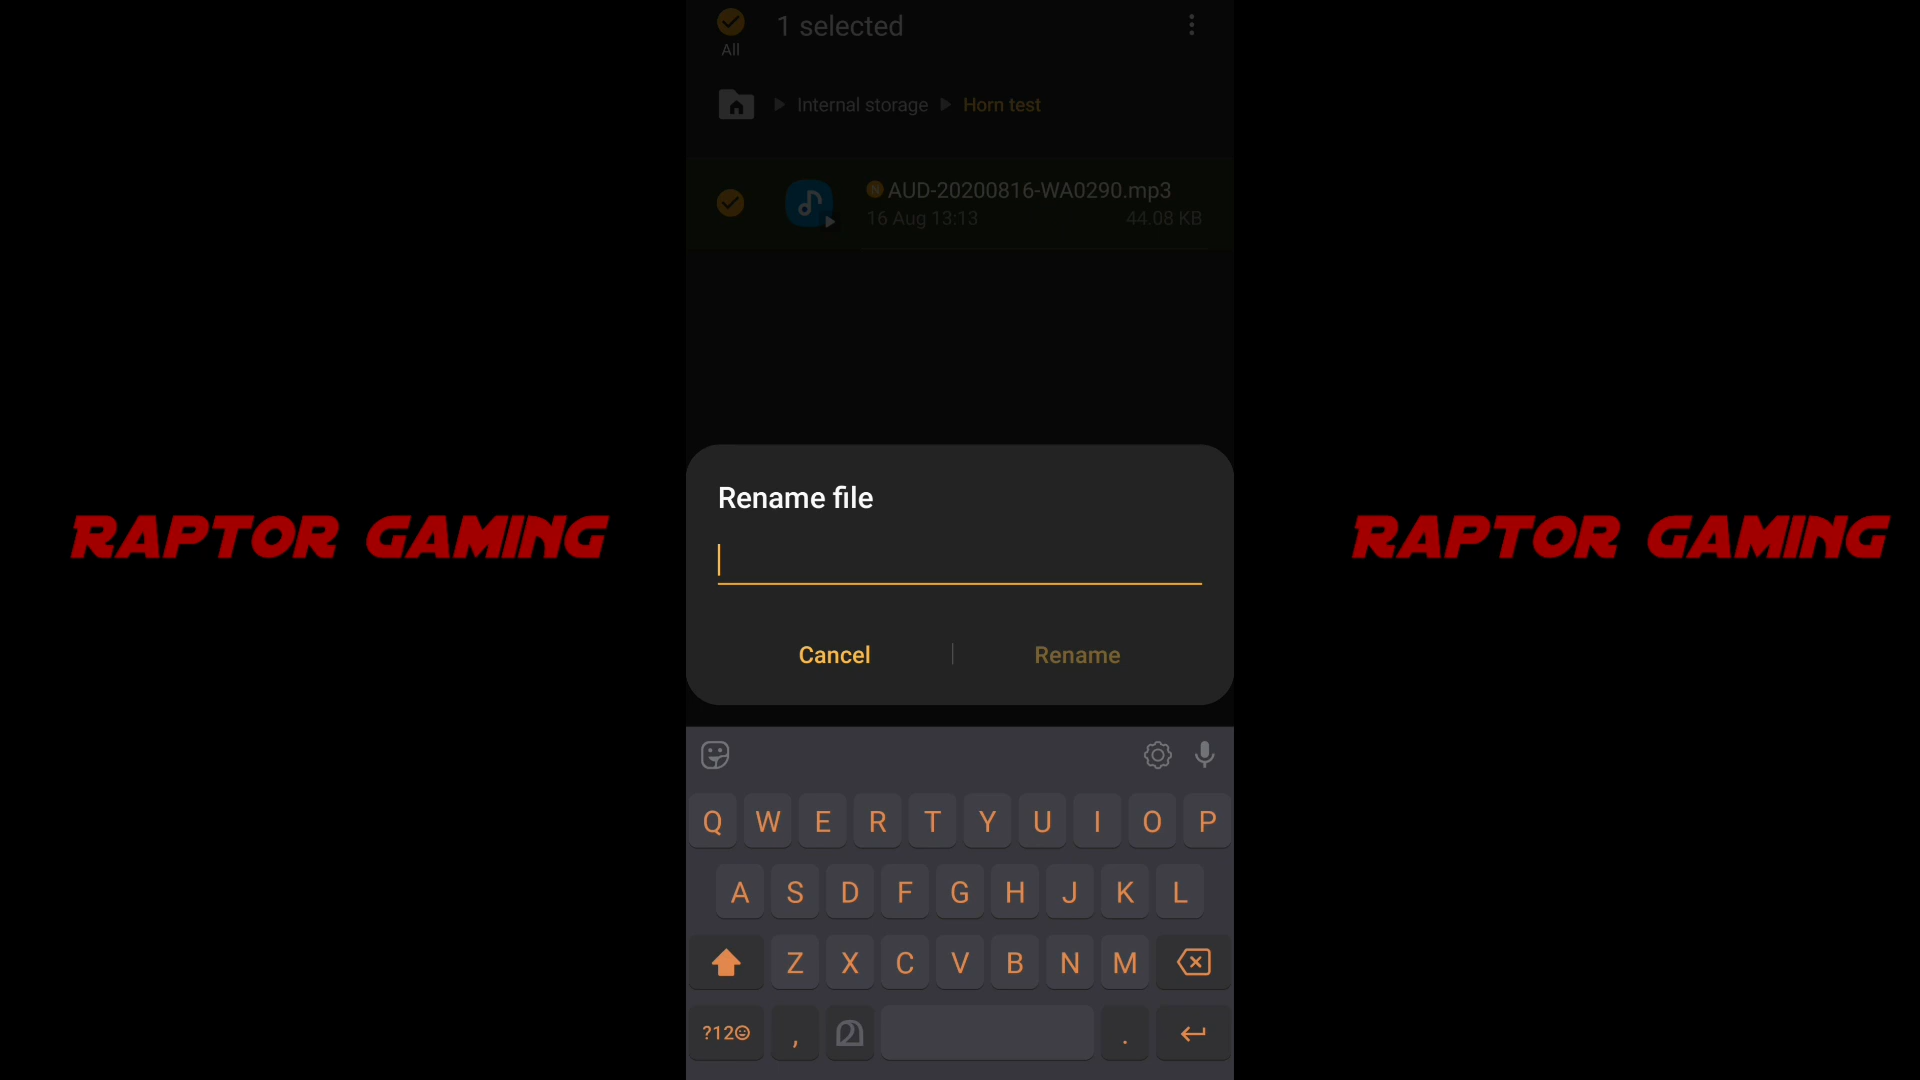 1 selected
All
Internal storage
Horn test
N
AUD-20200816-WA0290.mp3
16 Aug 13:13
44.08 KB
RAPTOR GAMING
RAPTOR GAMING
Rename file
Cancel
Rename
Q W E R T Y U I O P
A S D F G H J K L
Z X C V B N M
?12☺ , മ .